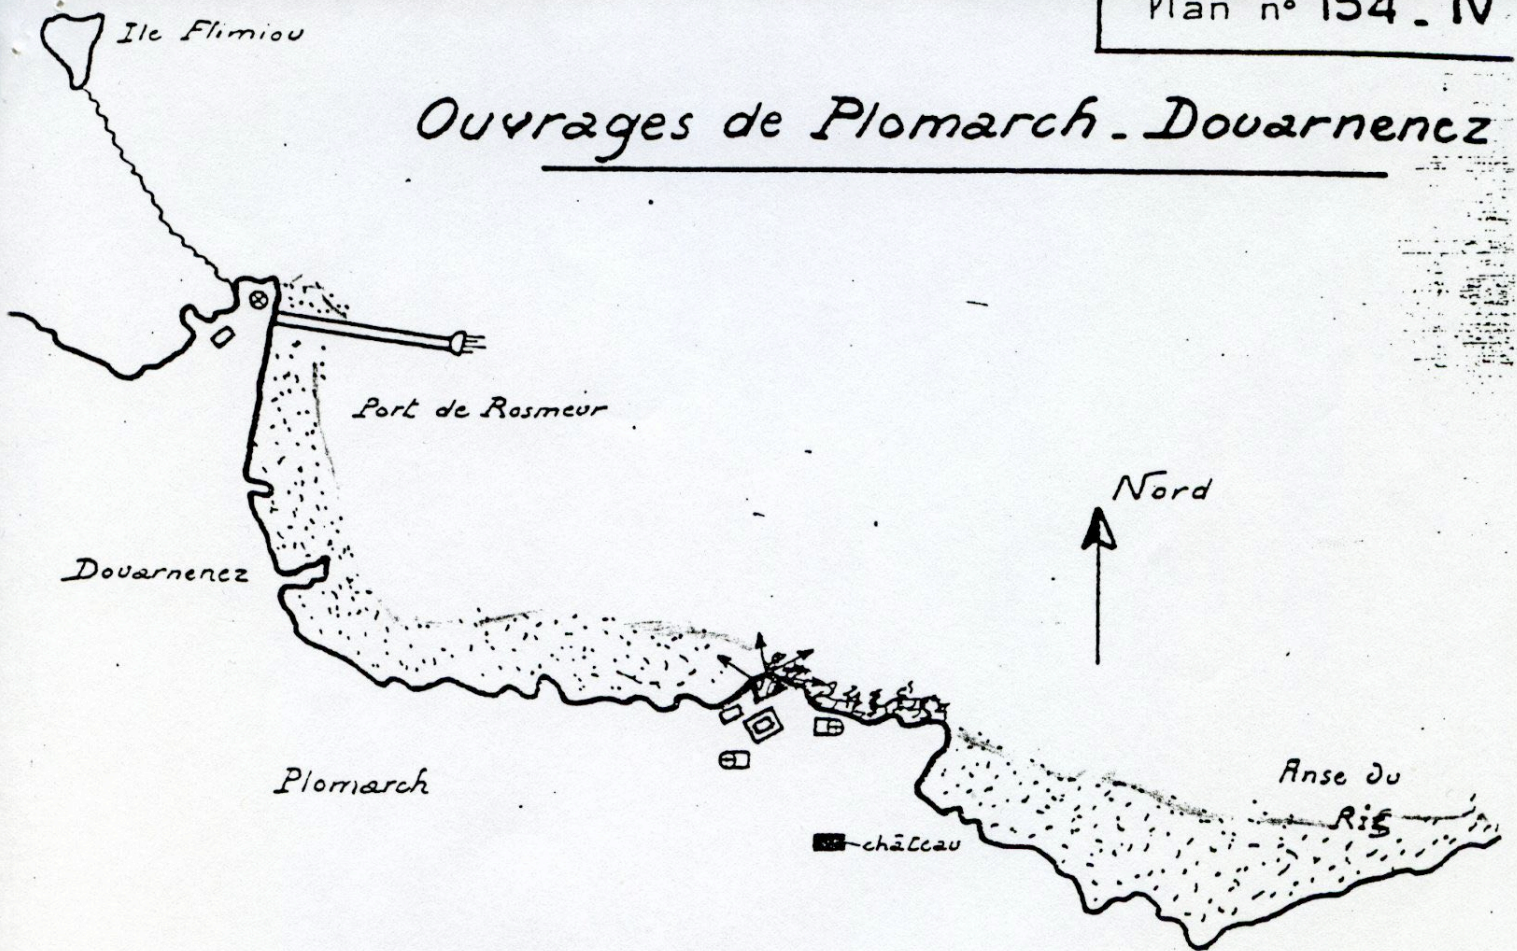 Plan n° 154 - IV
Ile Flimiou
Ouvrages de Plomarch - Douarnenez
Port de Rosmeur
Nord
Douarnenez
Plomarch
Anse du
Rig
château